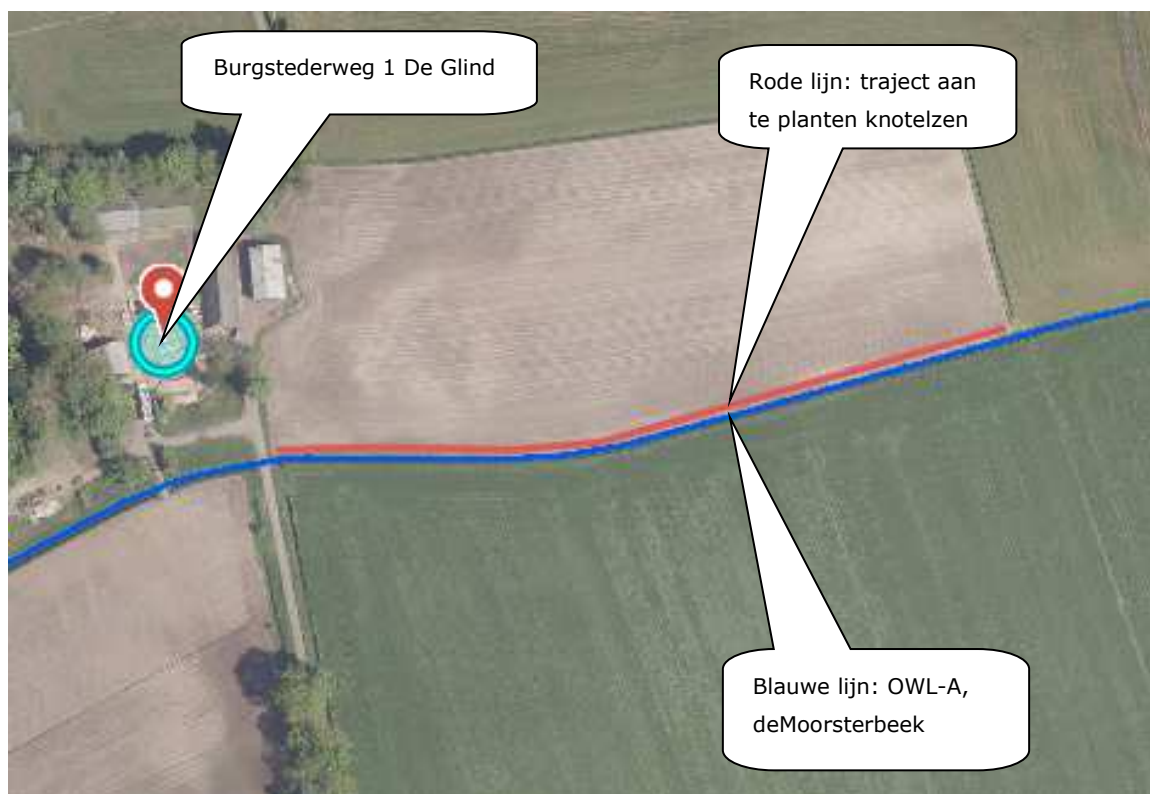 Burgstederweg 1 De Glind
Rode lijn: traject aan
te planten knotelzen
Blauwe lijn: OWL-A,
deMoorsterbeek